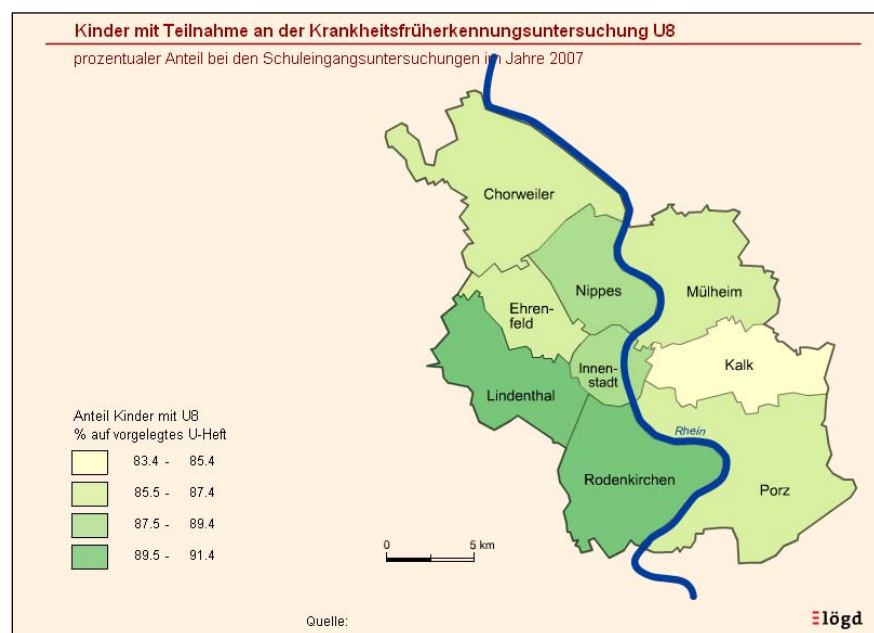 Kinder mit Teilnahme an der Krankheitsfrüherkennungsuntersuchung U8
prozentualer Anteil bei den Schuleingangsuntersuchungen im Jahre 2007
Chorweiler
Nippes
Mülheim
Ehren-
feld
Innen-
stadt
Kalk
Lindenthal
Rhein
Rodenkirchen
Porz
Anteil Kinder mit U8
% auf vorgelegtes U-Heft
83.4 - 85.4
85.5 - 87.4
87.5 - 89.4
89.5 - 91.4
0 5 km
Quelle:
lögd